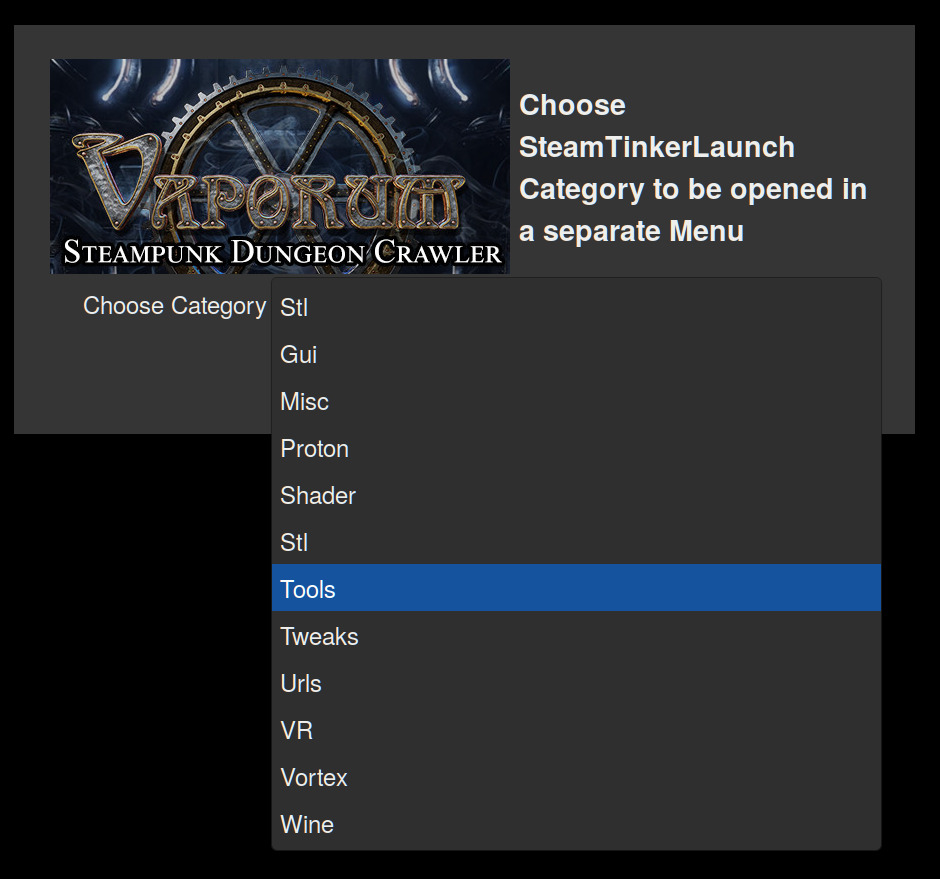 VAPORUM
STEAMPUNK DUNGEON CRAWLER
Choose
SteamTinkerLaunch
Category to be opened in
a separate Menu
Choose Category
Stl
Gui
Misc
Proton
Shader
Stl
Tools
Tweaks
Urls
VR
Vortex
Wine